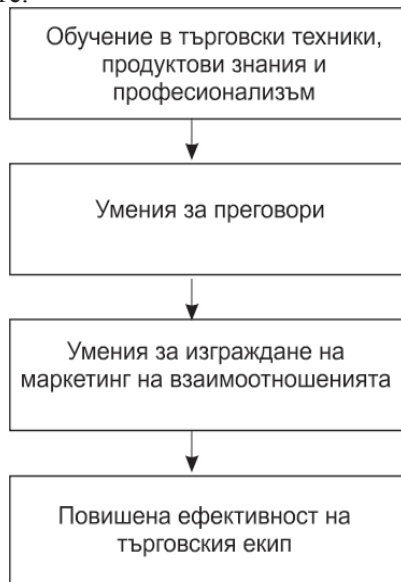 Обучение в търговски техники,
продуктови знания и
професионализъм
Умения за преговори
Умения за изграждане на
маркетинг на взаимоотношенията
Повишена ефективност на
търговския екип